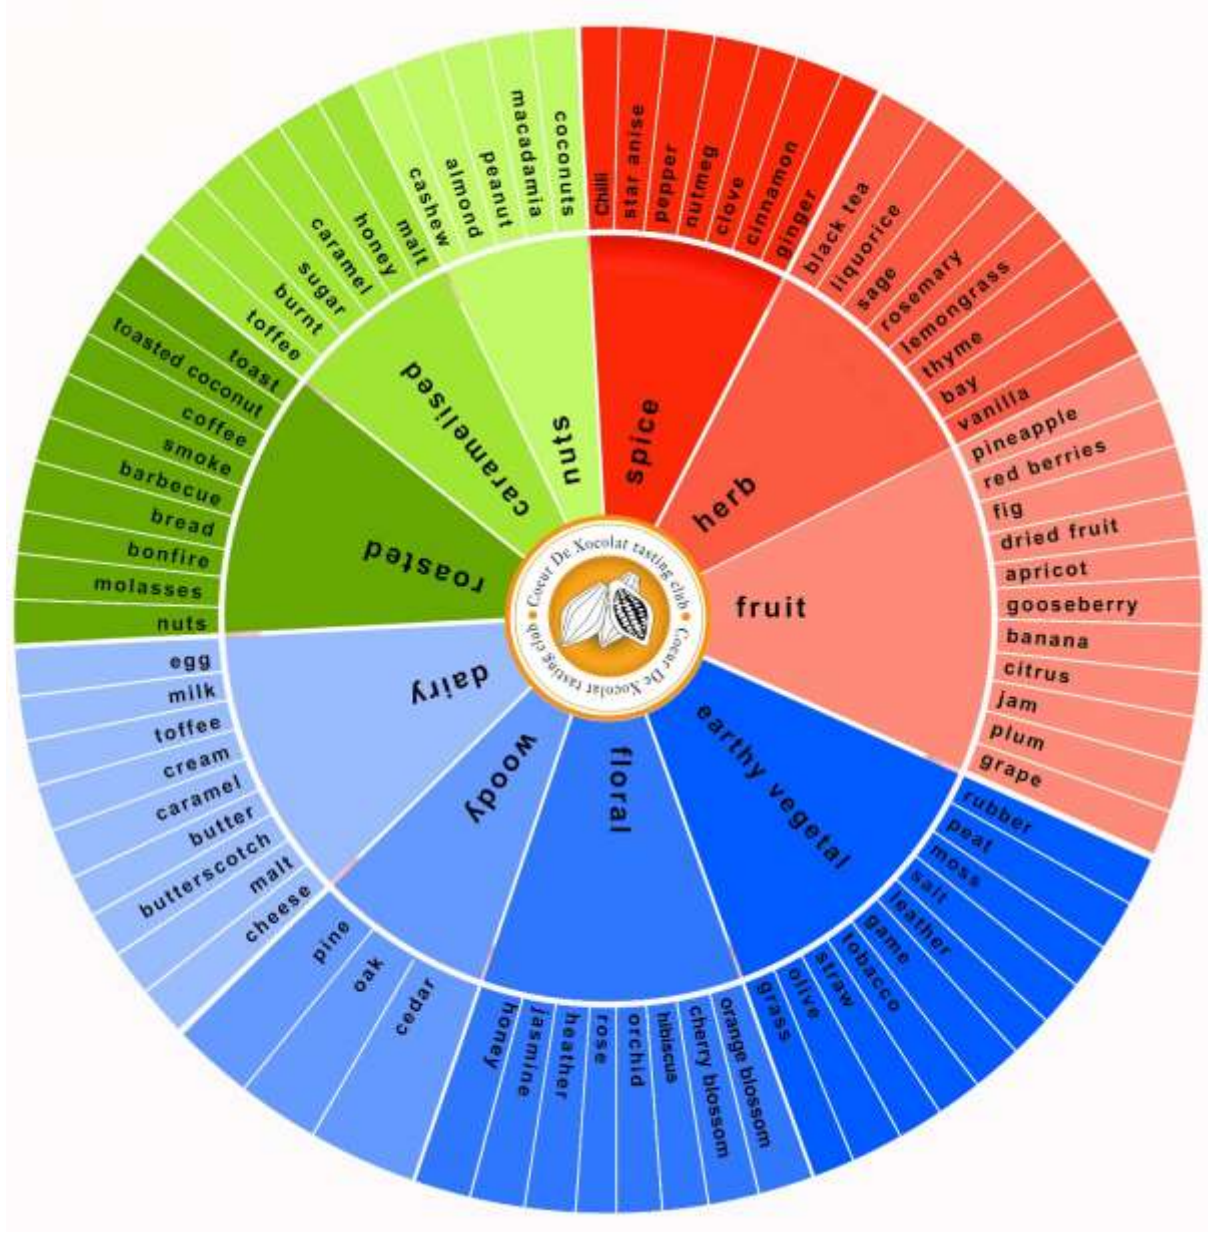 Coeur De Xocolat tasting club • Coeur De Xocolat tasting club •
spice
Chilli
star anise
pepper
nutmeg
clove
cinnamon
ginger
herb
black tea
liquorice
sage
rosemary
lemongrass
thyme
bay
vanilla
fruit
pineapple
red berries
fig
dried fruit
apricot
gooseberry
banana
citrus
jam
plum
grape
earthy vegetal
rubber
peat
moss
salt
leather
game
tobacco
straw
olive
grass
floral
orange blossom
cherry blossom
hibiscus
orchid
rose
heather
jasmine
honey
woody
cedar
oak
pine
dairy
cheese
malt
butterscotch
butter
caramel
cream
toffee
milk
egg
roasted
nuts
molasses
bonfire
bread
barbecue
smoke
coffee
toasted coconut
toast
caramelised
toffee
burnt
sugar
caramel
honey
malt
nuts
cashew
almond
peanut
macadamia
coconuts